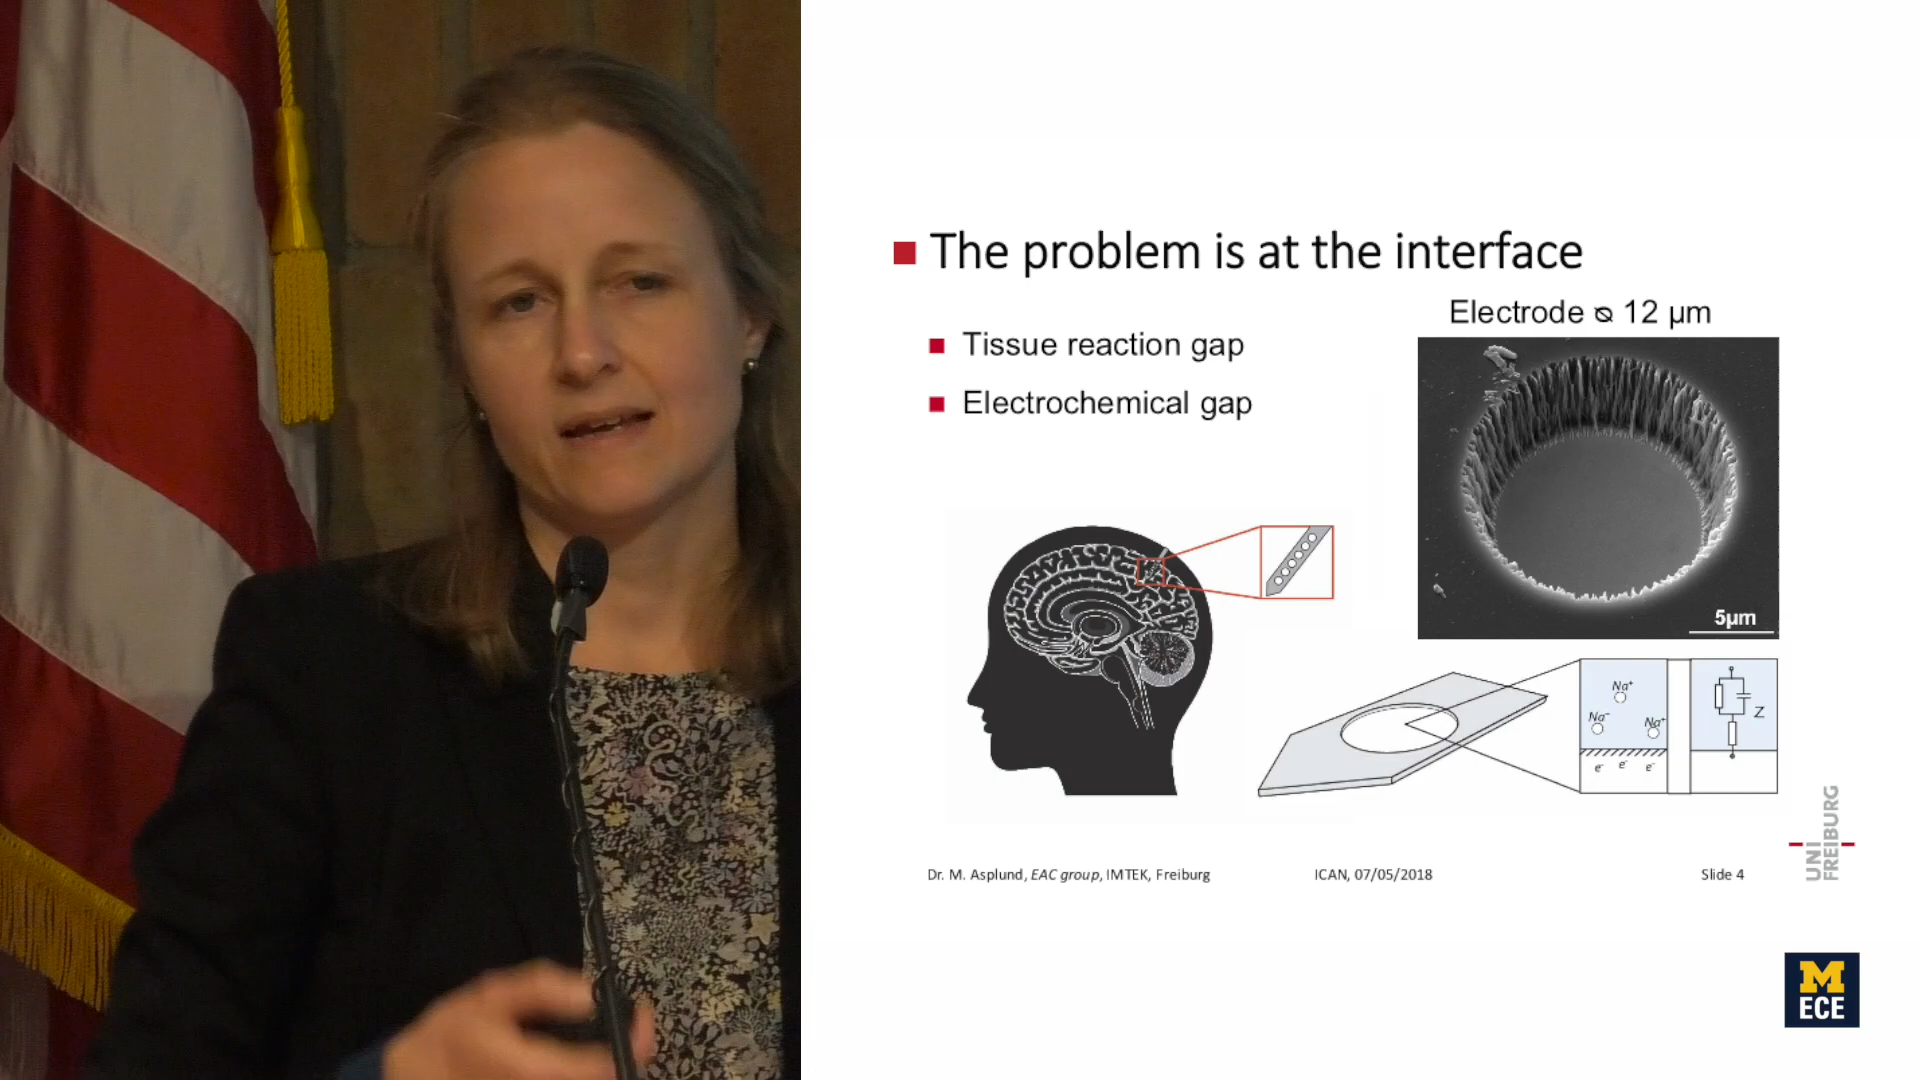 The problem is at the interface
Tissue reaction gap
Electrochemical gap
Electrode ⌀ 12 µm
5µm
Na⁺
Na⁺
Na⁺
e⁻ e⁻ e⁻
Z
Dr. M. Asplund, EAC group, IMTEK, Freiburg
ICAN, 07/05/2018
Slide 4
UNI
FREIBURG
M
ECE